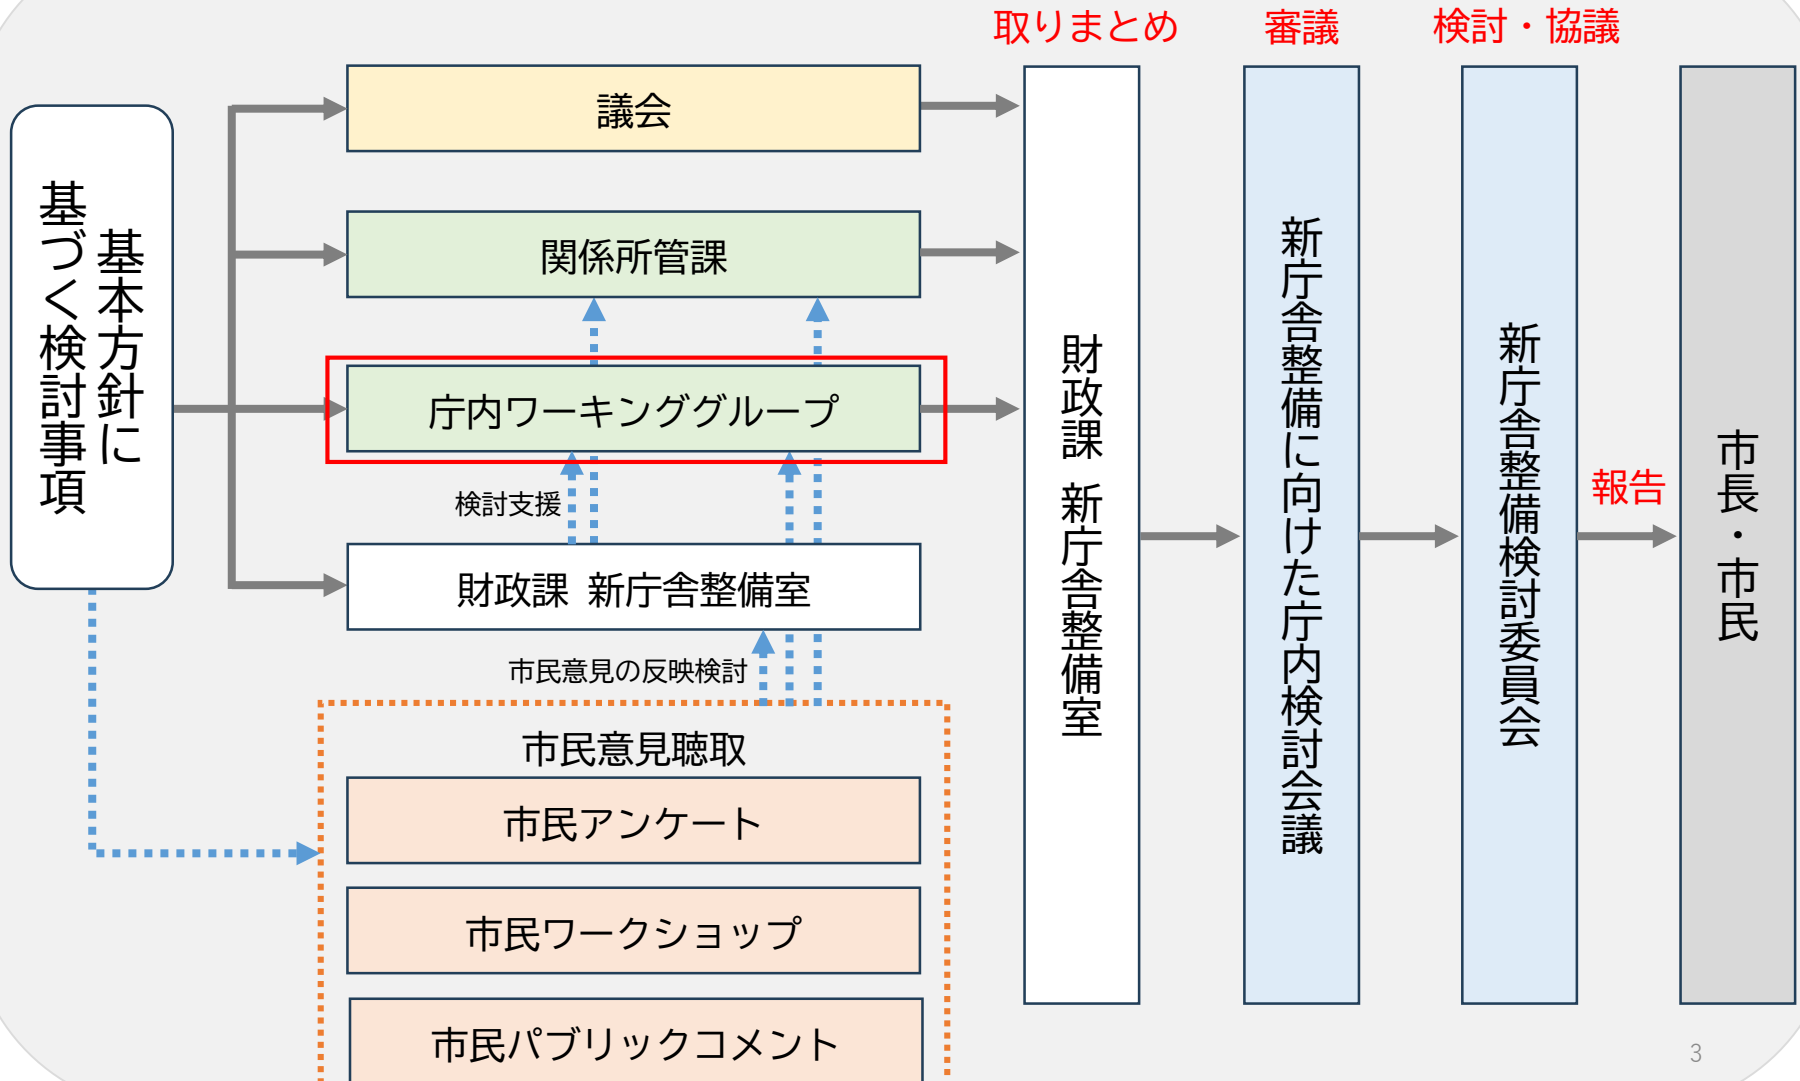 取りまとめ
審議
検討・協議
基本方針に
基づく検討事項
議会
関係所管課
庁内ワーキンググループ
検討支援
財政課 新庁舎整備室
市民意見の反映検討
市民意見聴取
市民アンケート
市民ワークショップ
市民パブリックコメント
財政課 新庁舎整備室
新庁舎整備に向けた庁内検討会議
新庁舎整備検討委員会
報告
市長・市民
3